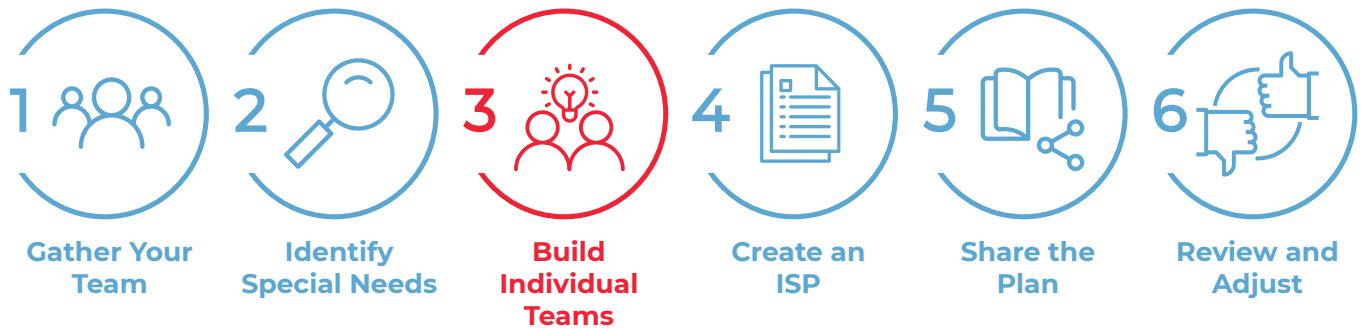 1
Gather Your
Team
2
Identify
Special Needs
3
Build
Individual
Teams
4
Create an
ISP
5
Share the
Plan
6
Review and
Adjust